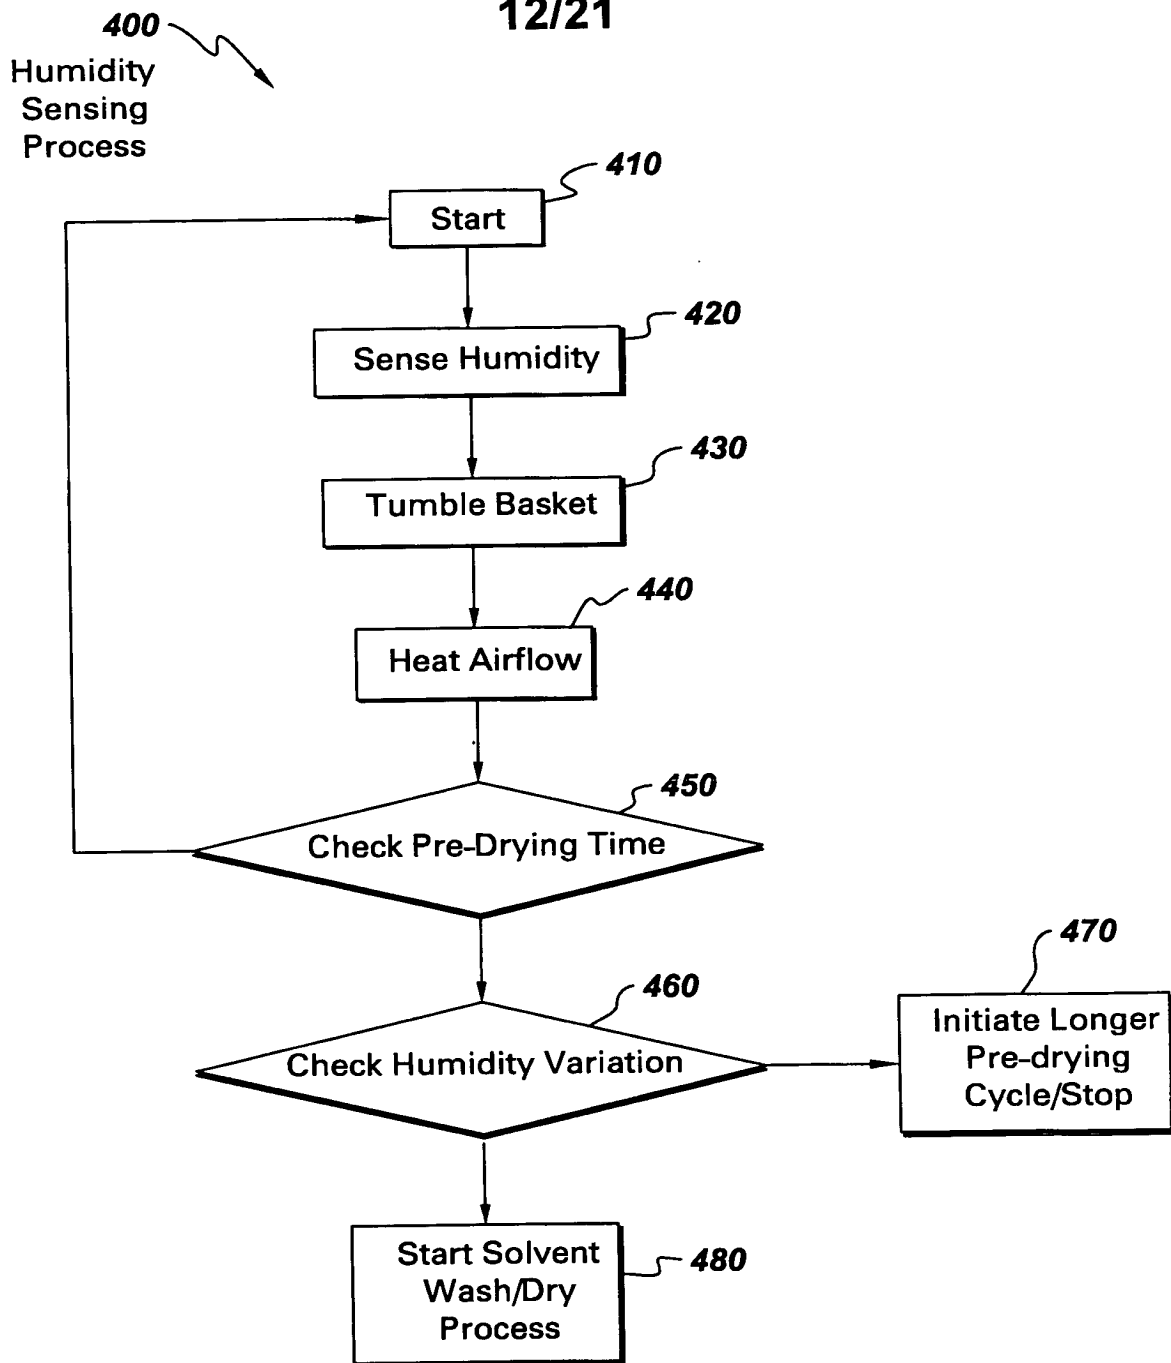 12/21
400
Humidity
Sensing
Process
410
Start
420
Sense Humidity
430
Tumble Basket
440
Heat Airflow
450
Check Pre-Drying Time
460
Check Humidity Variation
470
Initiate Longer
Pre-drying
Cycle/Stop
480
Start Solvent
Wash/Dry
Process